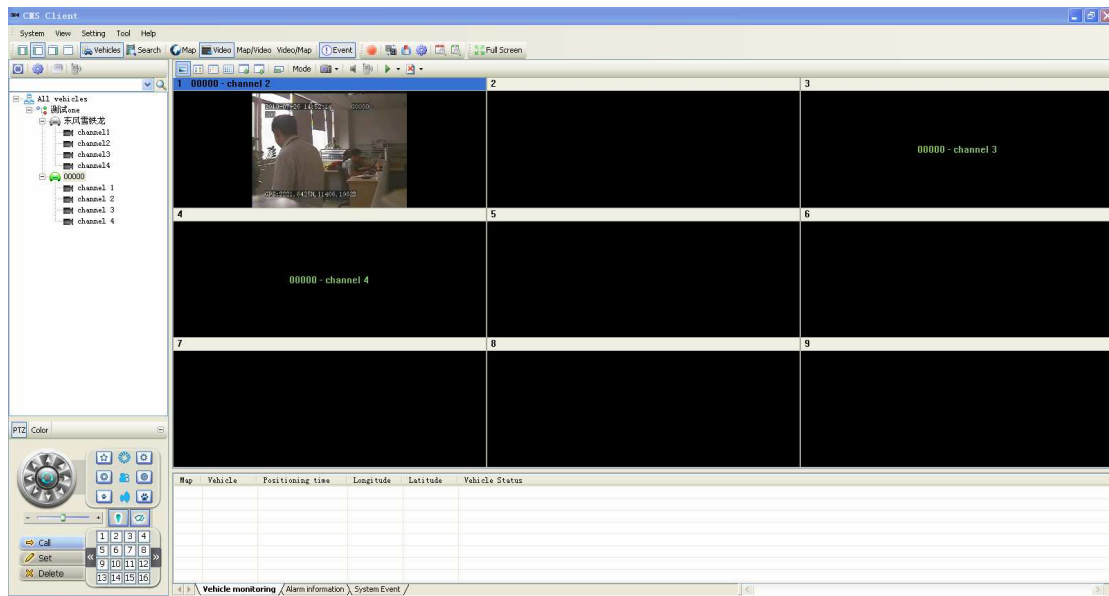 CMS Client
System View Setting Tool Help
Vehicles Search Map Video Map/Video Video/Map Event Full Screen
Mode
1 00000 - channel 2
2
3
All vehicles
测试one
东风雪铁龙
channel1
channel2
channel3
channel4
00000
channel 1
channel 2
channel 3
channel 4
00000 - channel 3
4
5
6
00000 - channel 4
7
8
9
PTZ Color
Call
Set
Delete
1 2 3 4
5 6 7 8
9 10 11 12
13 14 15 16
Map Vehicle Positioning time Longitude Latitude Vehicle Status
Vehicle monitoring Alarm information System Event